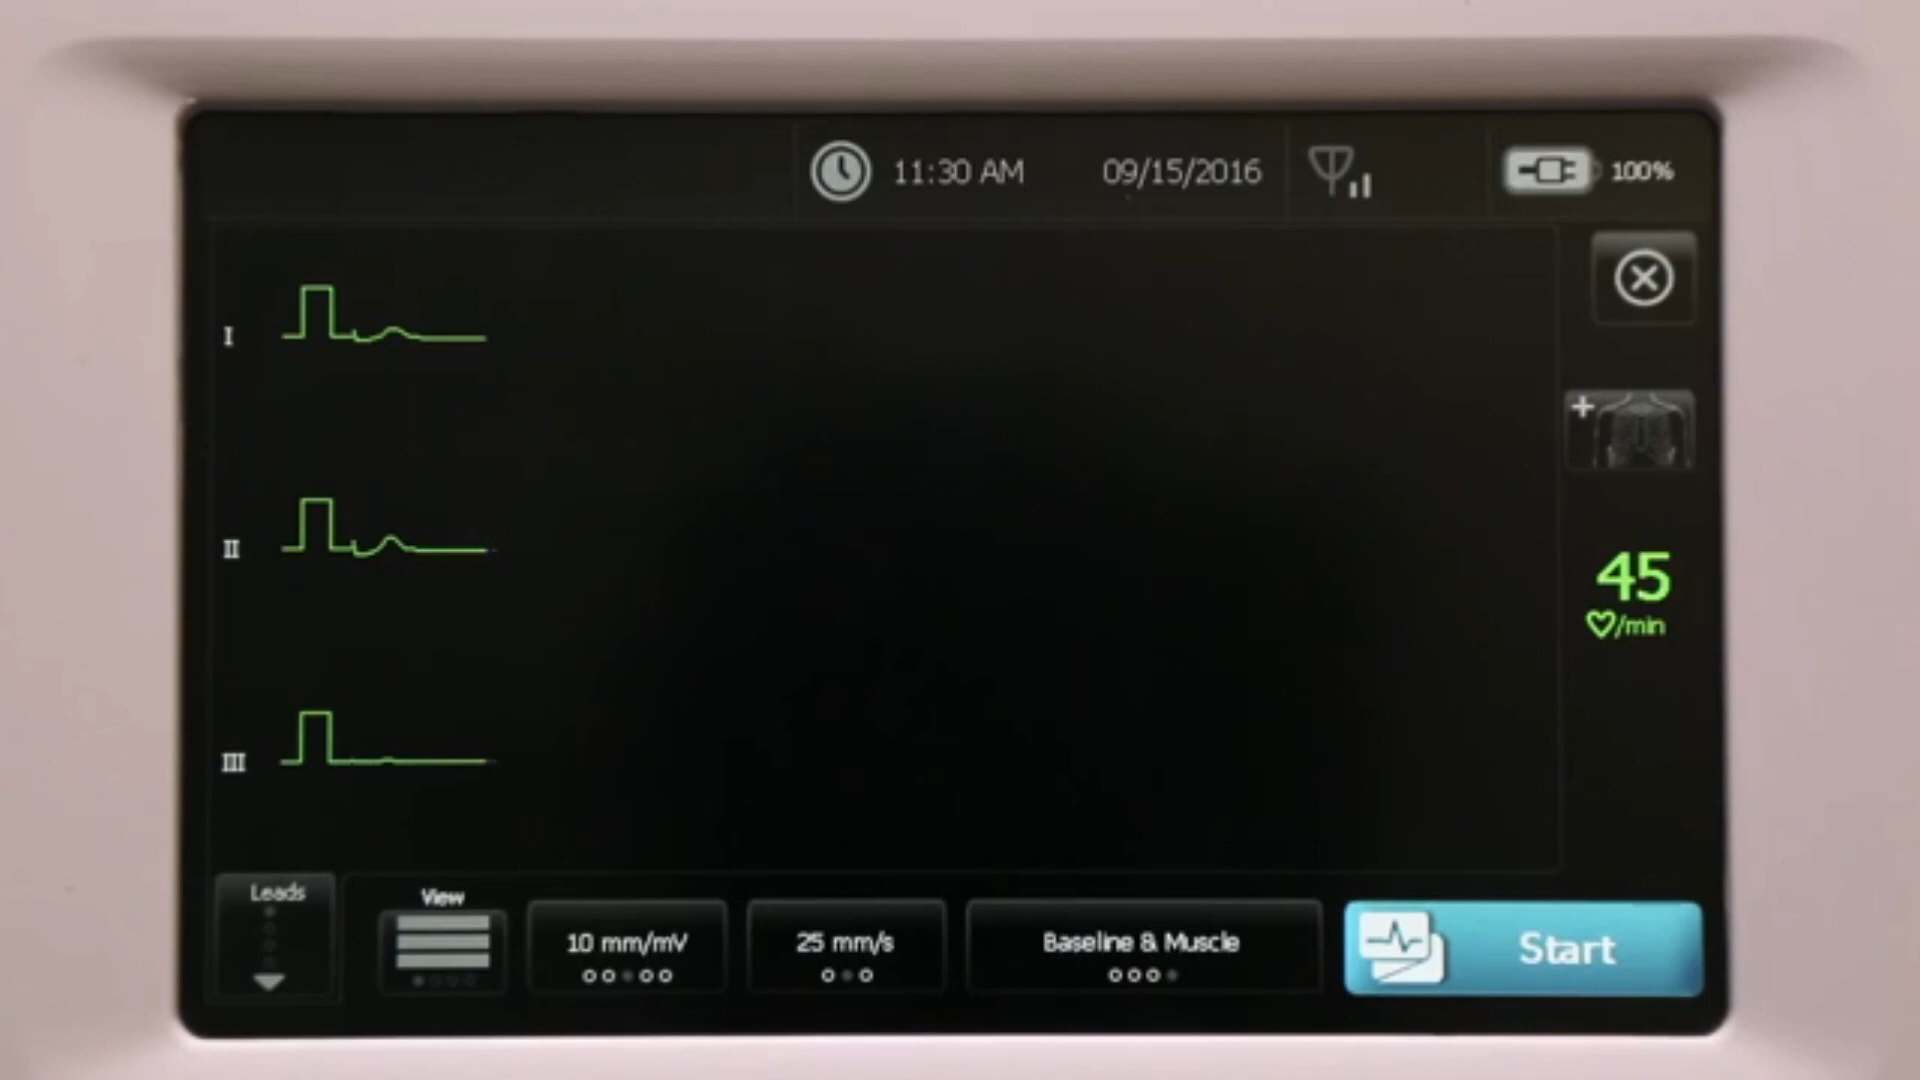 11:30 AM 09/15/2016 100%
I
II
45
/min
III
Leads
View
10 mm/mV
25 mm/s
Baseline & Muscle
Start